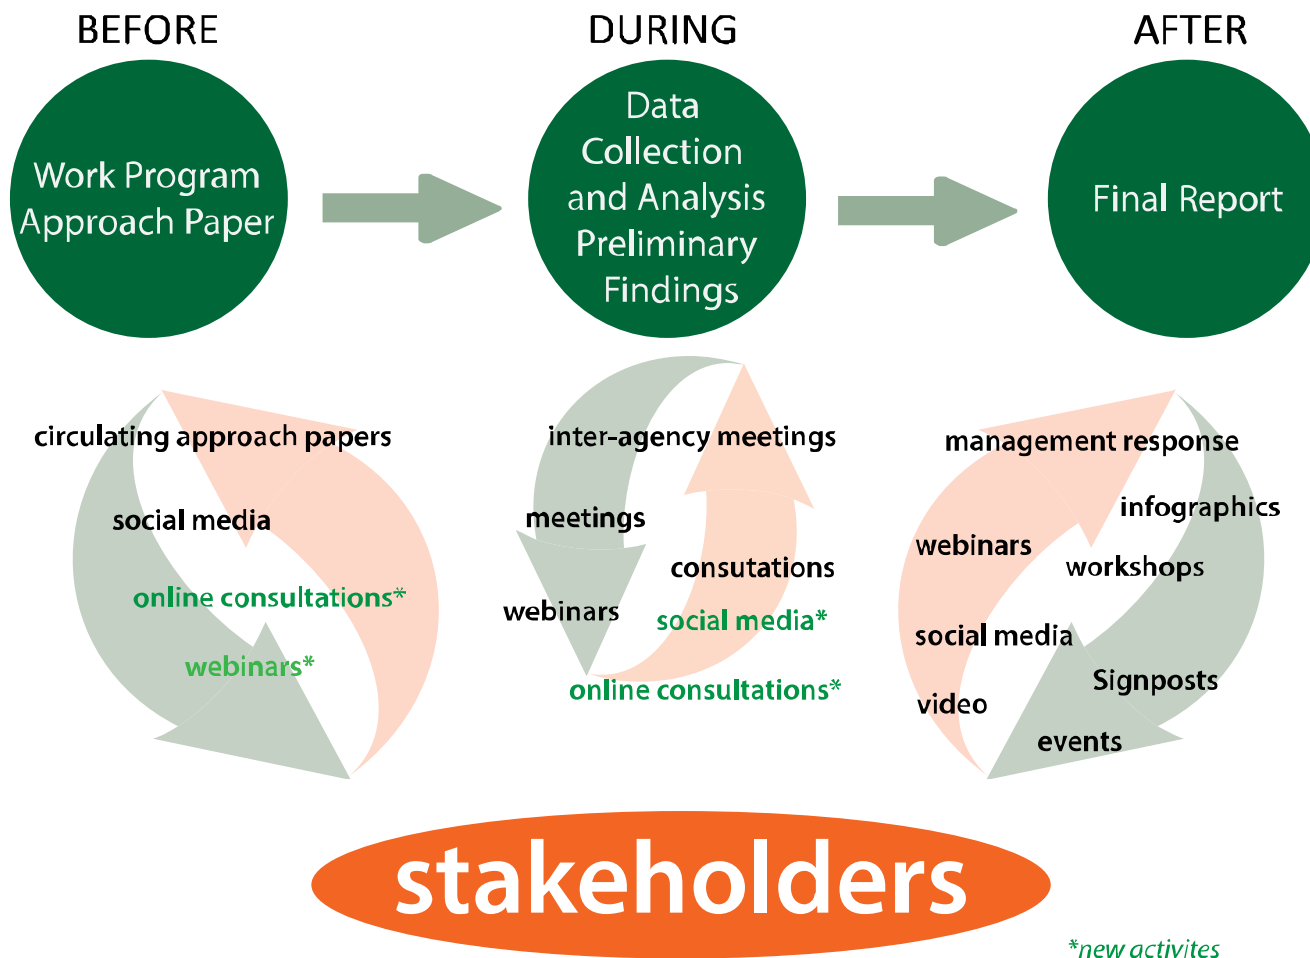 BEFORE
Work Program
Approach Paper
DURING
Data
Collection
and Analysis
Preliminary
Findings
AFTER
Final Report
circulating approach papers
social media
online consultations*
webinars*
inter-agency meetings
meetings
consutations
webinars
social media*
online consultations*
management response
infographics
webinars
workshops
social media
Signposts
video
events
stakeholders
*new activites